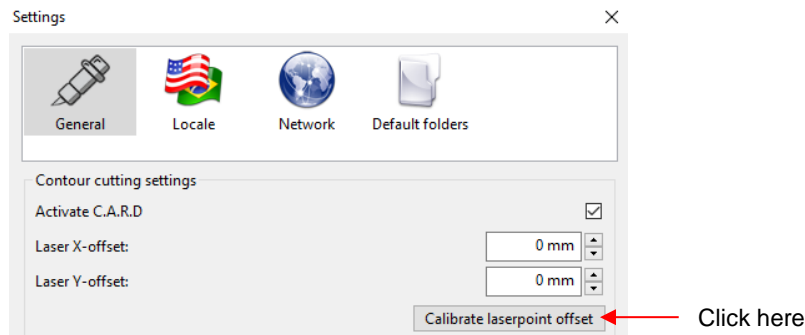 Settings
General Locale Network Default folders
Contour cutting settings
Activate C.A.R.D
Laser X-offset: 0 mm
Laser Y-offset: 0 mm
Calibrate laserpoint offset Click here